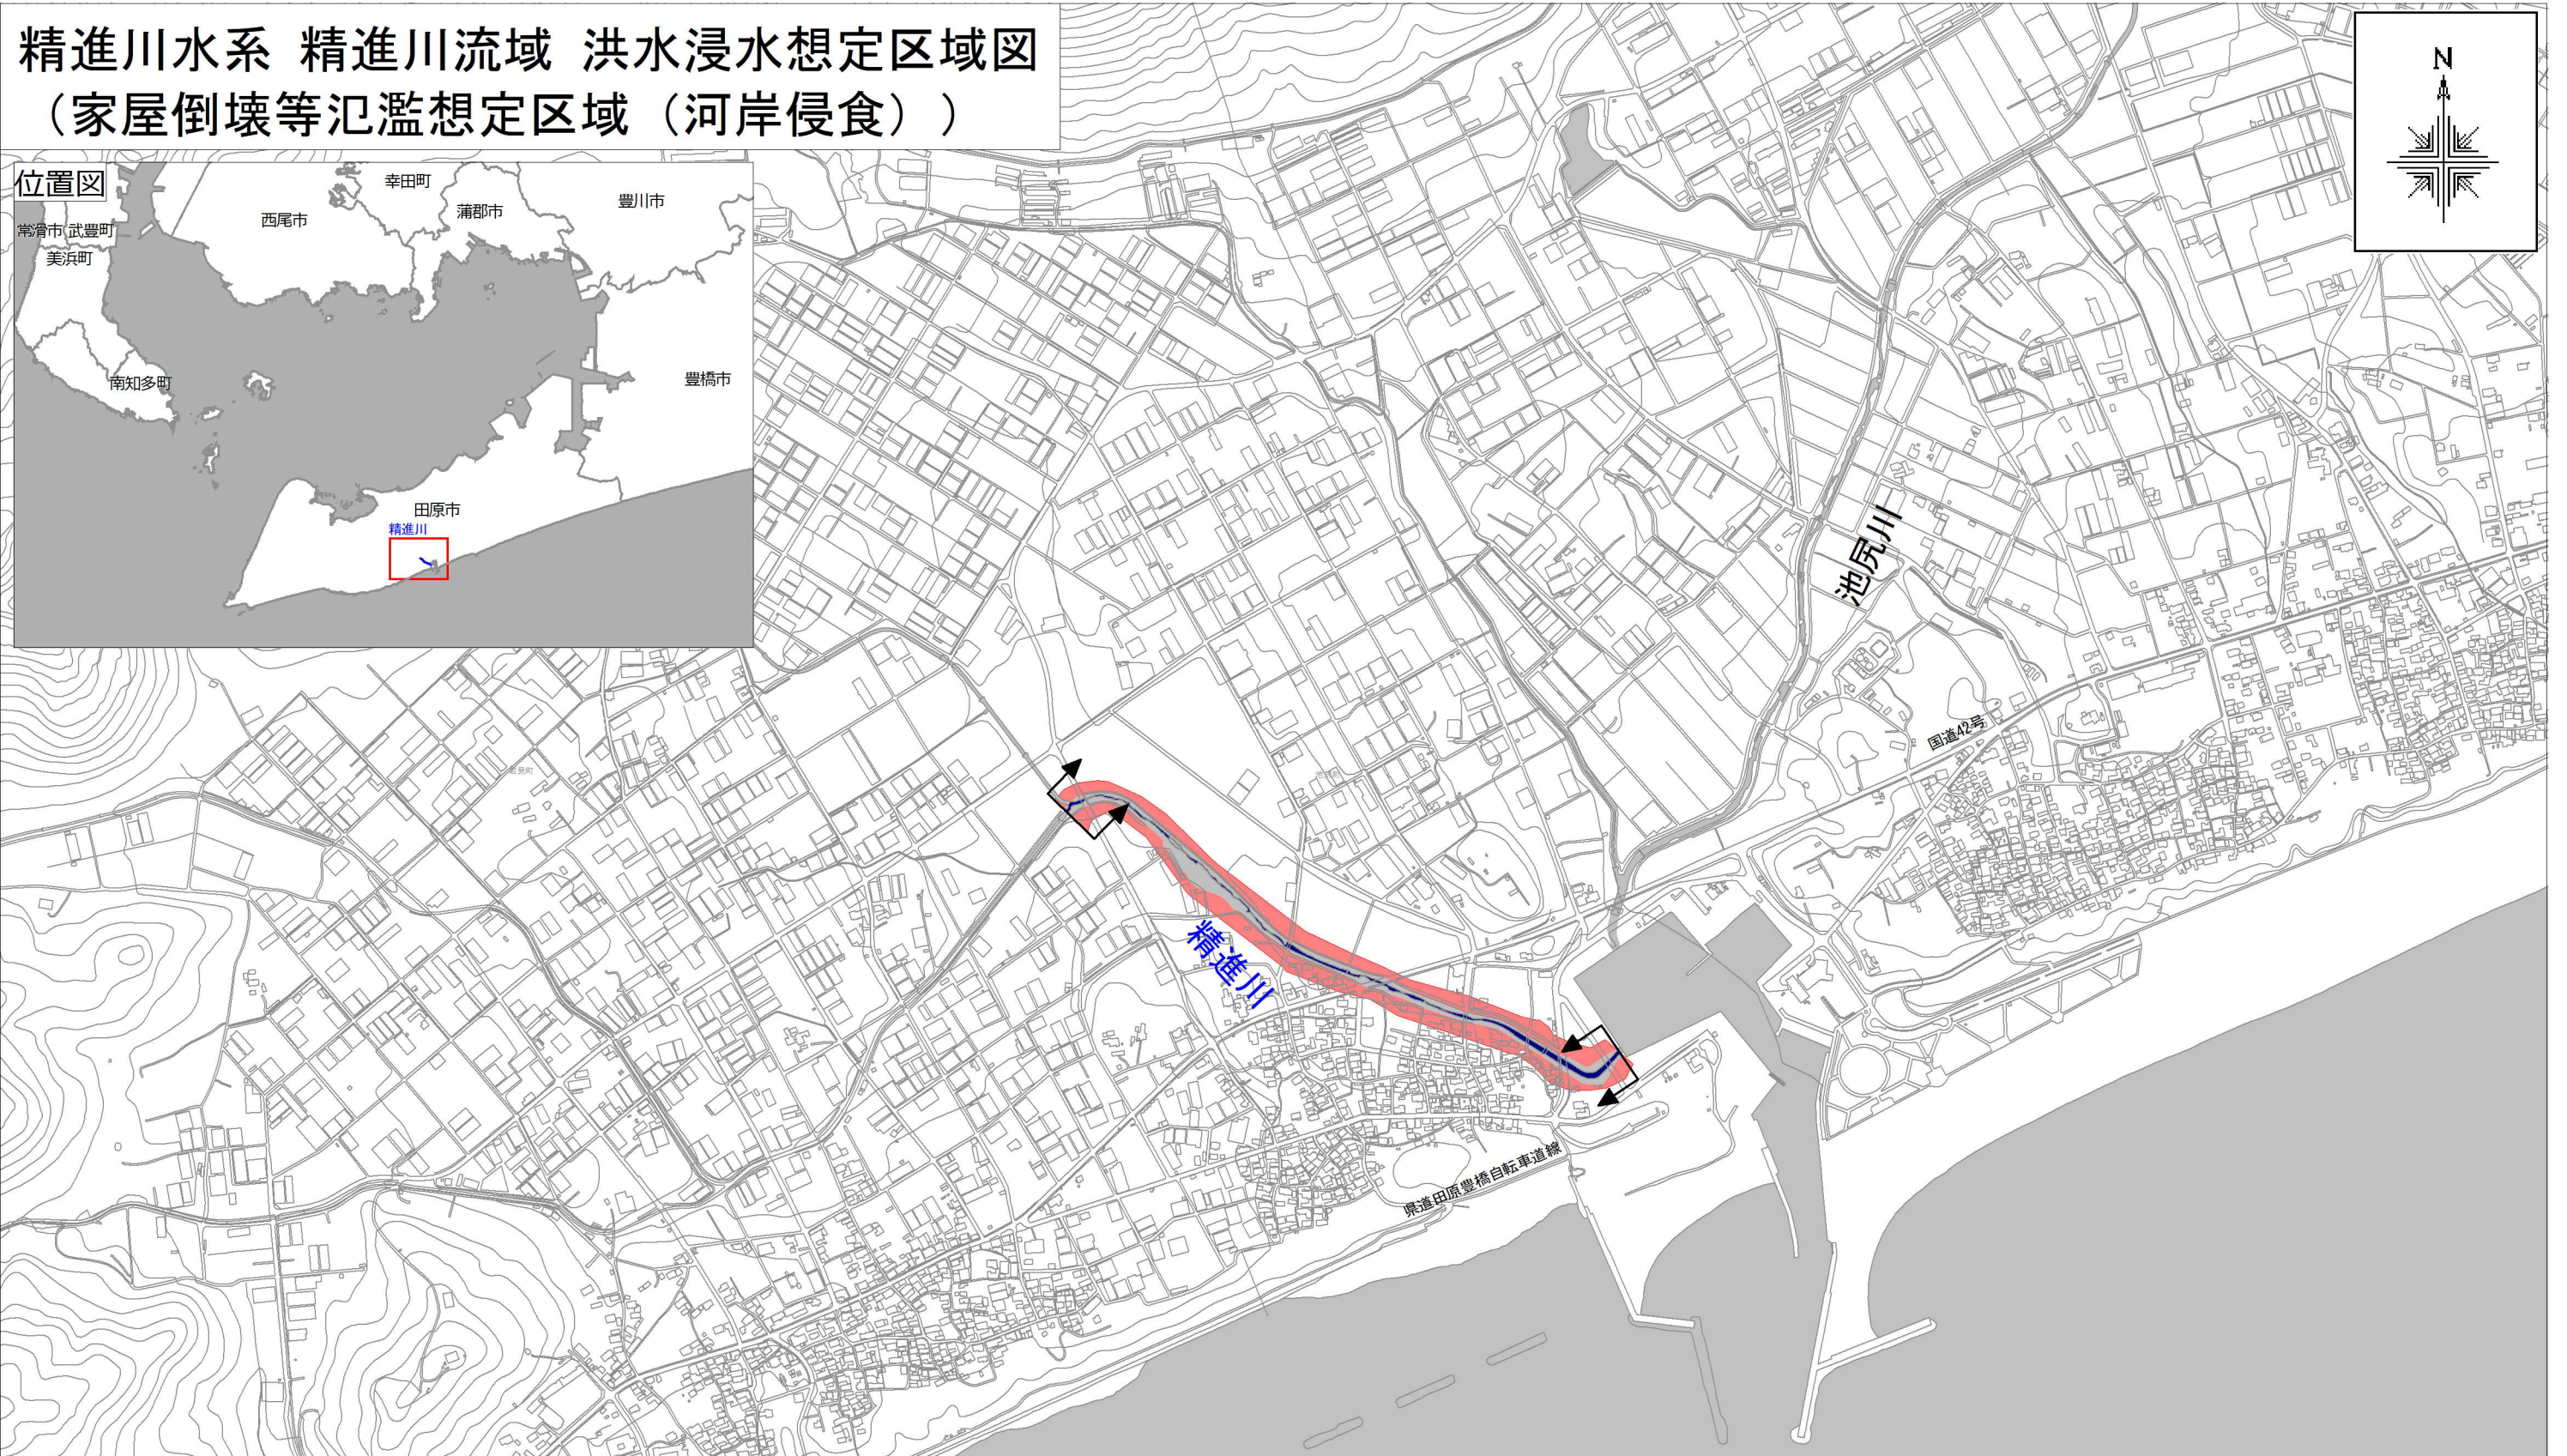 精進川水系 精進川流域 洪水浸水想定区域図
（家屋倒壊等氾濫想定区域（河岸侵食））
N
位置図
幸田町
豊川市
蒲郡市
西尾市
常滑市
武豊町
美浜町
南知多町
豊橋市
田原市
精進川
池尻川
国道42号
精進川
県道田原豊橋自転車道線